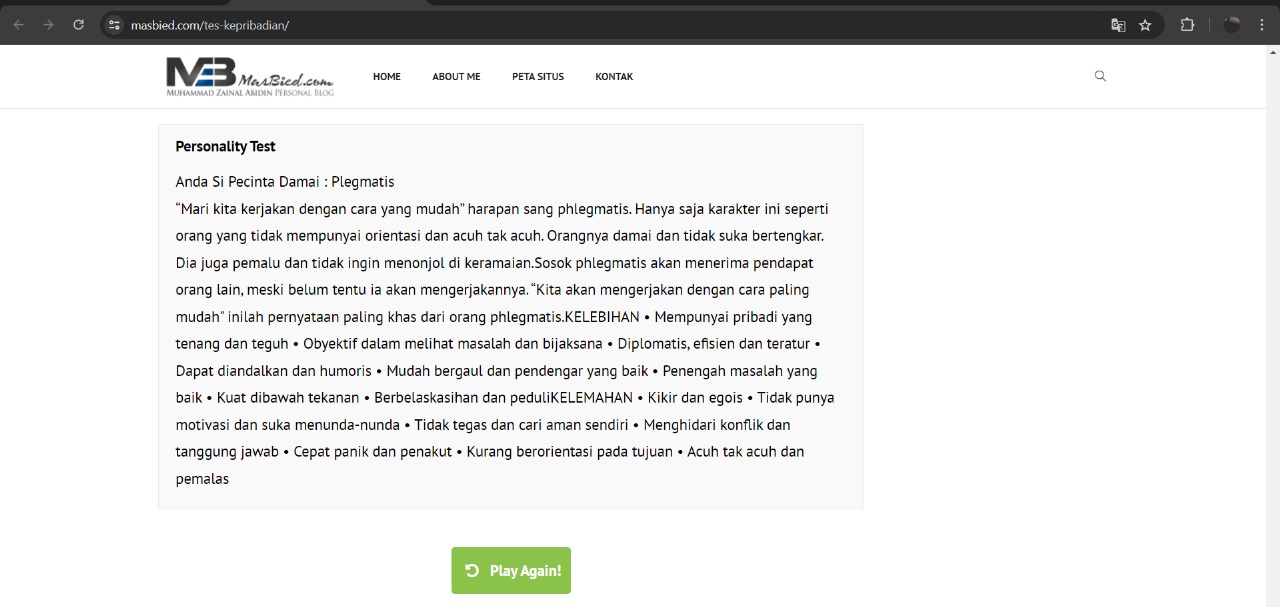 masbied.com/tes-kepribadian/
MB MasBied.com
MUHAMMAD ZAINAL ABIDIN PERSONAL BLOG
HOME ABOUT ME PETA SITUS KONTAK
Personality Test
Anda Si Pecinta Damai : Plegmatis
“Mari kita kerjakan dengan cara yang mudah” harapan sang phlegmatis. Hanya saja karakter ini seperti
orang yang tidak mempunyai orientasi dan acuh tak acuh. Orangnya damai dan tidak suka bertengkar.
Dia juga pemalu dan tidak ingin menonjol di keramaian.Sosok phlegmatis akan menerima pendapat
orang lain, meski belum tentu ia akan mengerjakannya. “Kita akan mengerjakan dengan cara paling
mudah” inilah pernyataan paling khas dari orang phlegmatis.KELEBIHAN • Mempunyai pribadi yang
tenang dan teguh • Obyektif dalam melihat masalah dan bijaksana • Diplomatis, efisien dan teratur •
Dapat diandalkan dan humoris • Mudah bergaul dan pendengar yang baik • Penengah masalah yang
baik • Kuat dibawah tekanan • Berbelaskasihan dan peduliKELEMAHAN • Kikir dan egois • Tidak punya
motivasi dan suka menunda-nunda • Tidak tegas dan cari aman sendiri • Menghidari konflik dan
tanggung jawab • Cepat panik dan penakut • Kurang berorientasi pada tujuan • Acuh tak acuh dan
pemalas
Play Again!